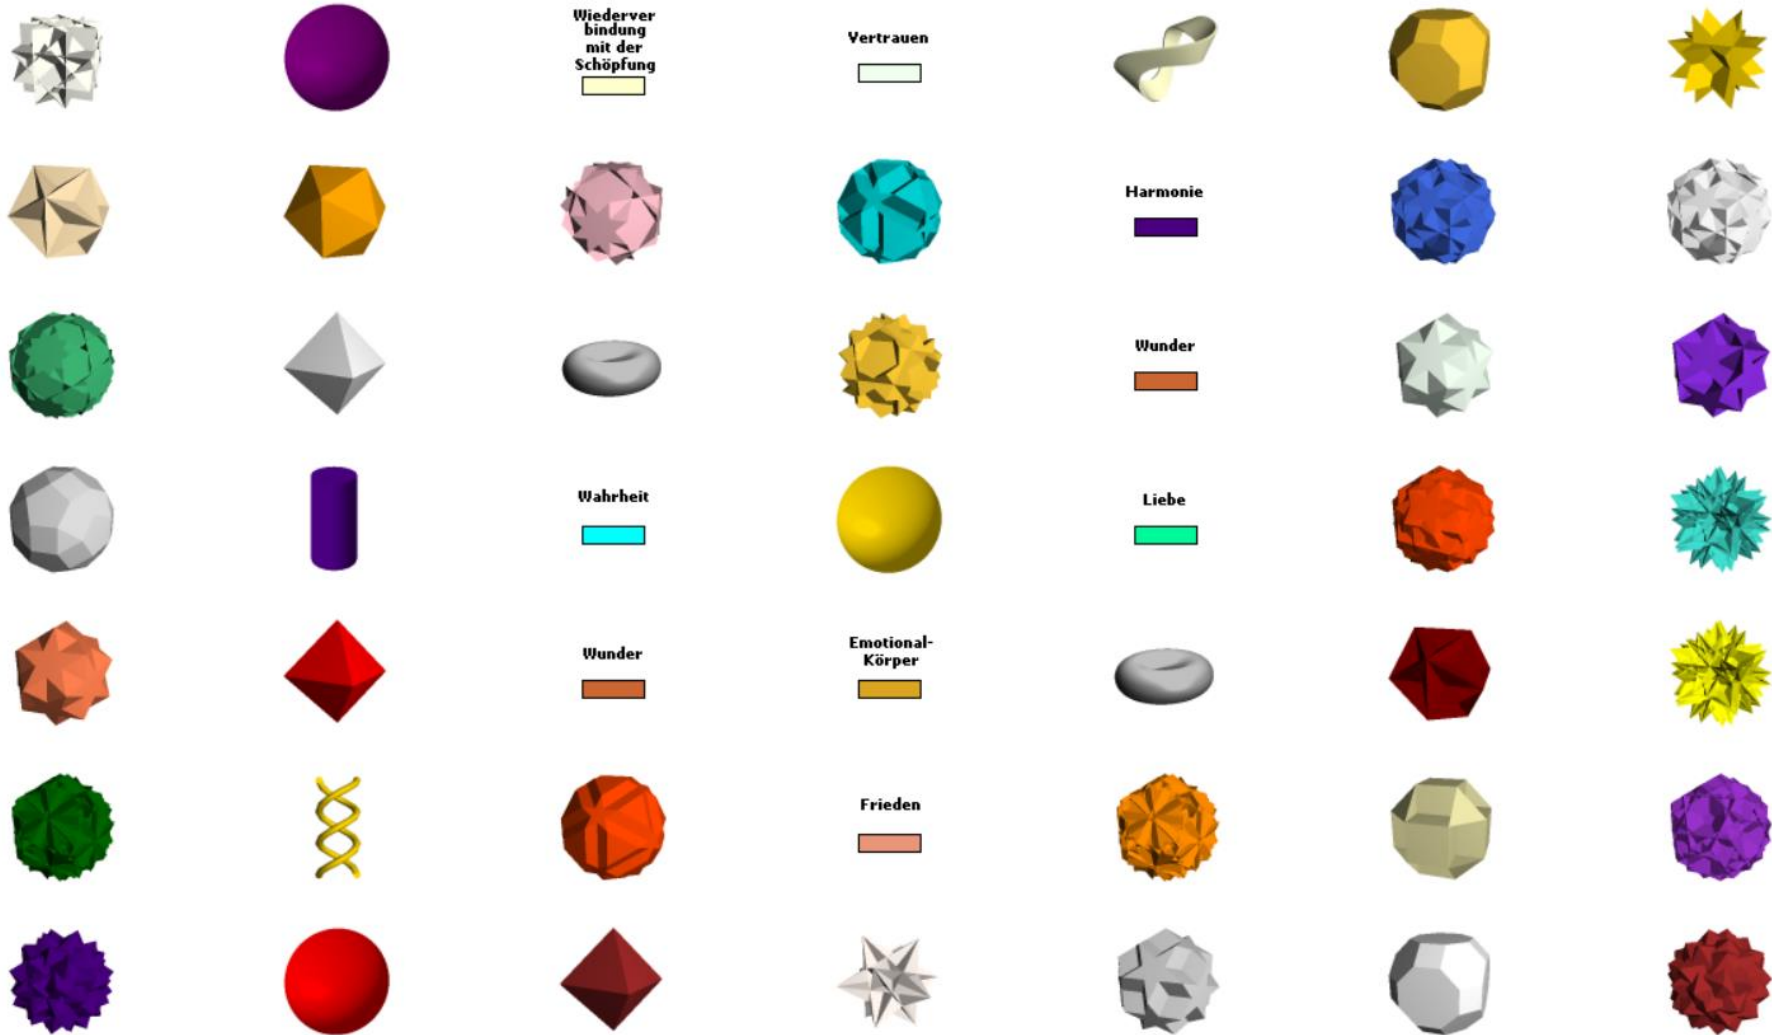 Wiederver
bindung
mit der
Schöpfung
Vertrauen
Harmonie
Wunder
Wahrheit
Liebe
Wunder
Emotional-
Körper
Frieden